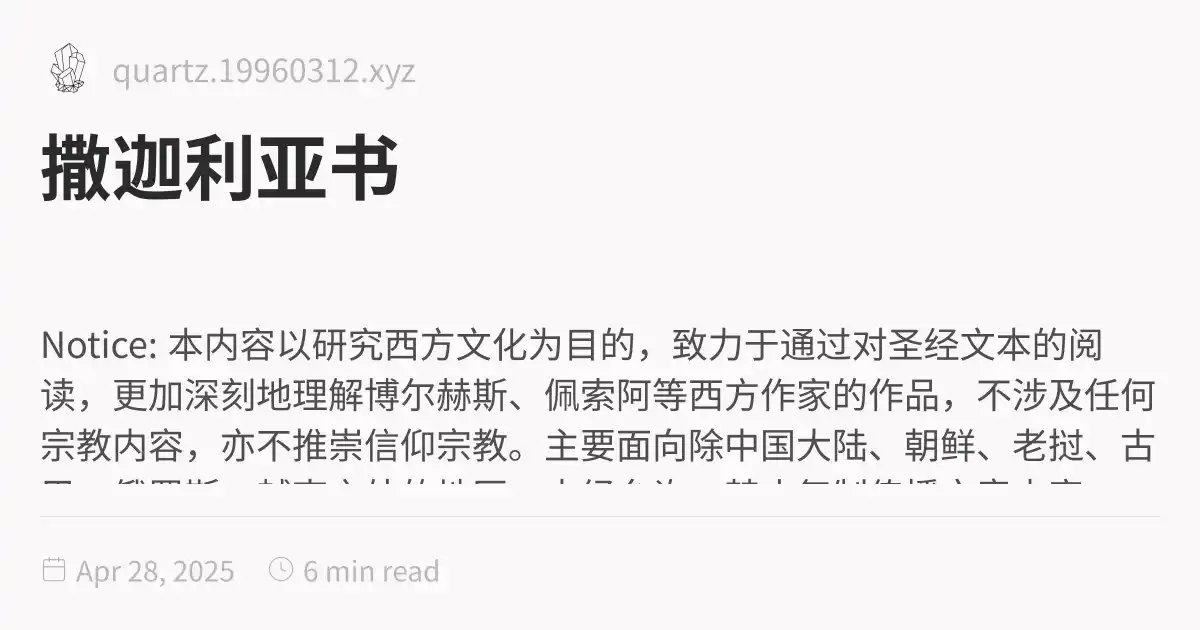 quartz.19960312.xyz
撒迦利亚书
Notice: 本内容以研究西方文化为目的，致力于通过对圣经文本的阅
读，更加深刻地理解博尔赫斯、佩索阿等西方作家的作品，不涉及任何
宗教内容，亦不推崇信仰宗教。主要面向除中国大陆、朝鲜、老挝、古
Apr 28, 2025
6 min read